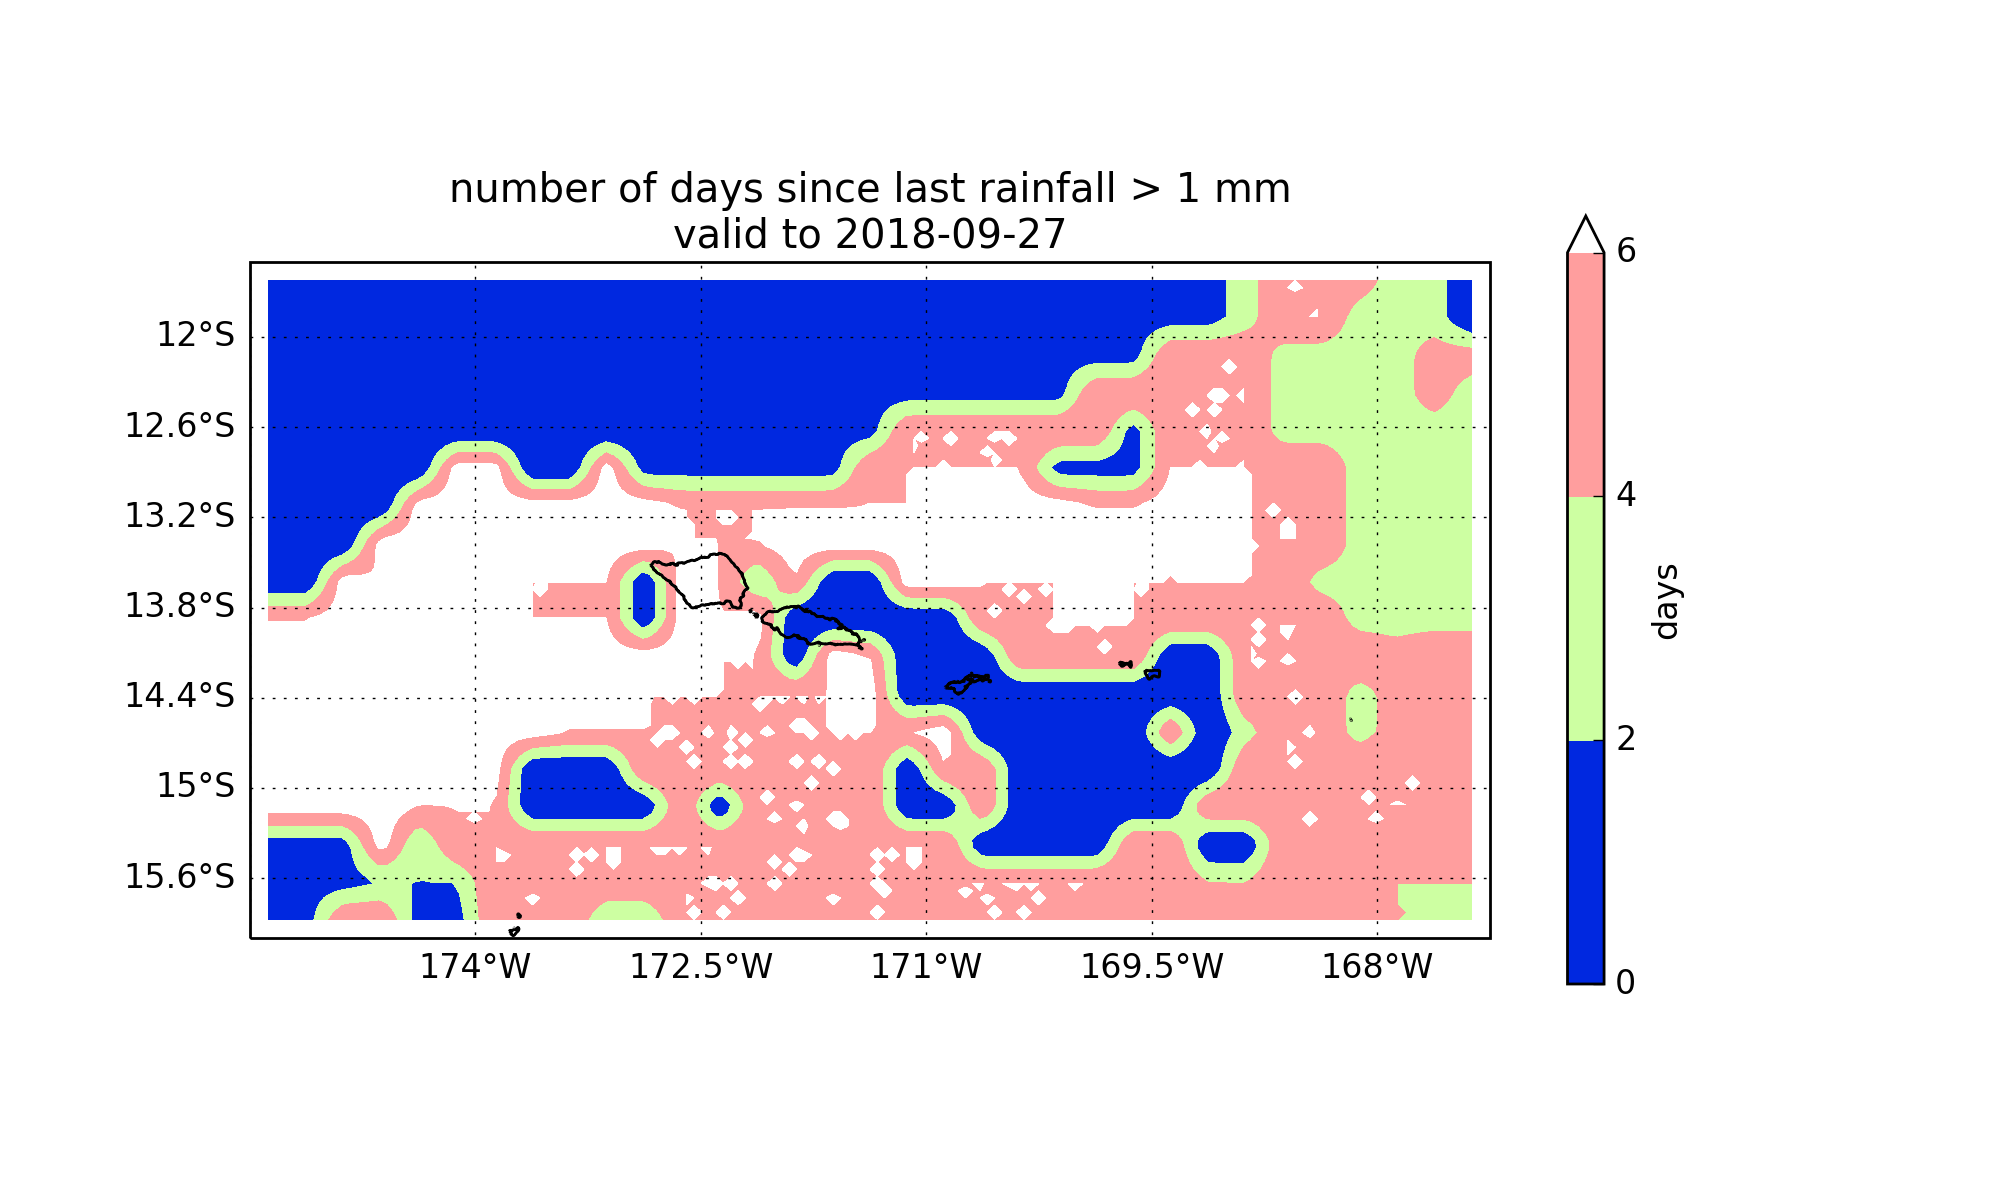 number of days since last rainfall > 1 mm
valid to 2018-09-27
12°S
12.6°S
13.2°S
13.8°S
14.4°S
15°S
15.6°S
174°W 172.5°W 171°W 169.5°W 168°W
6
4
2
0
days